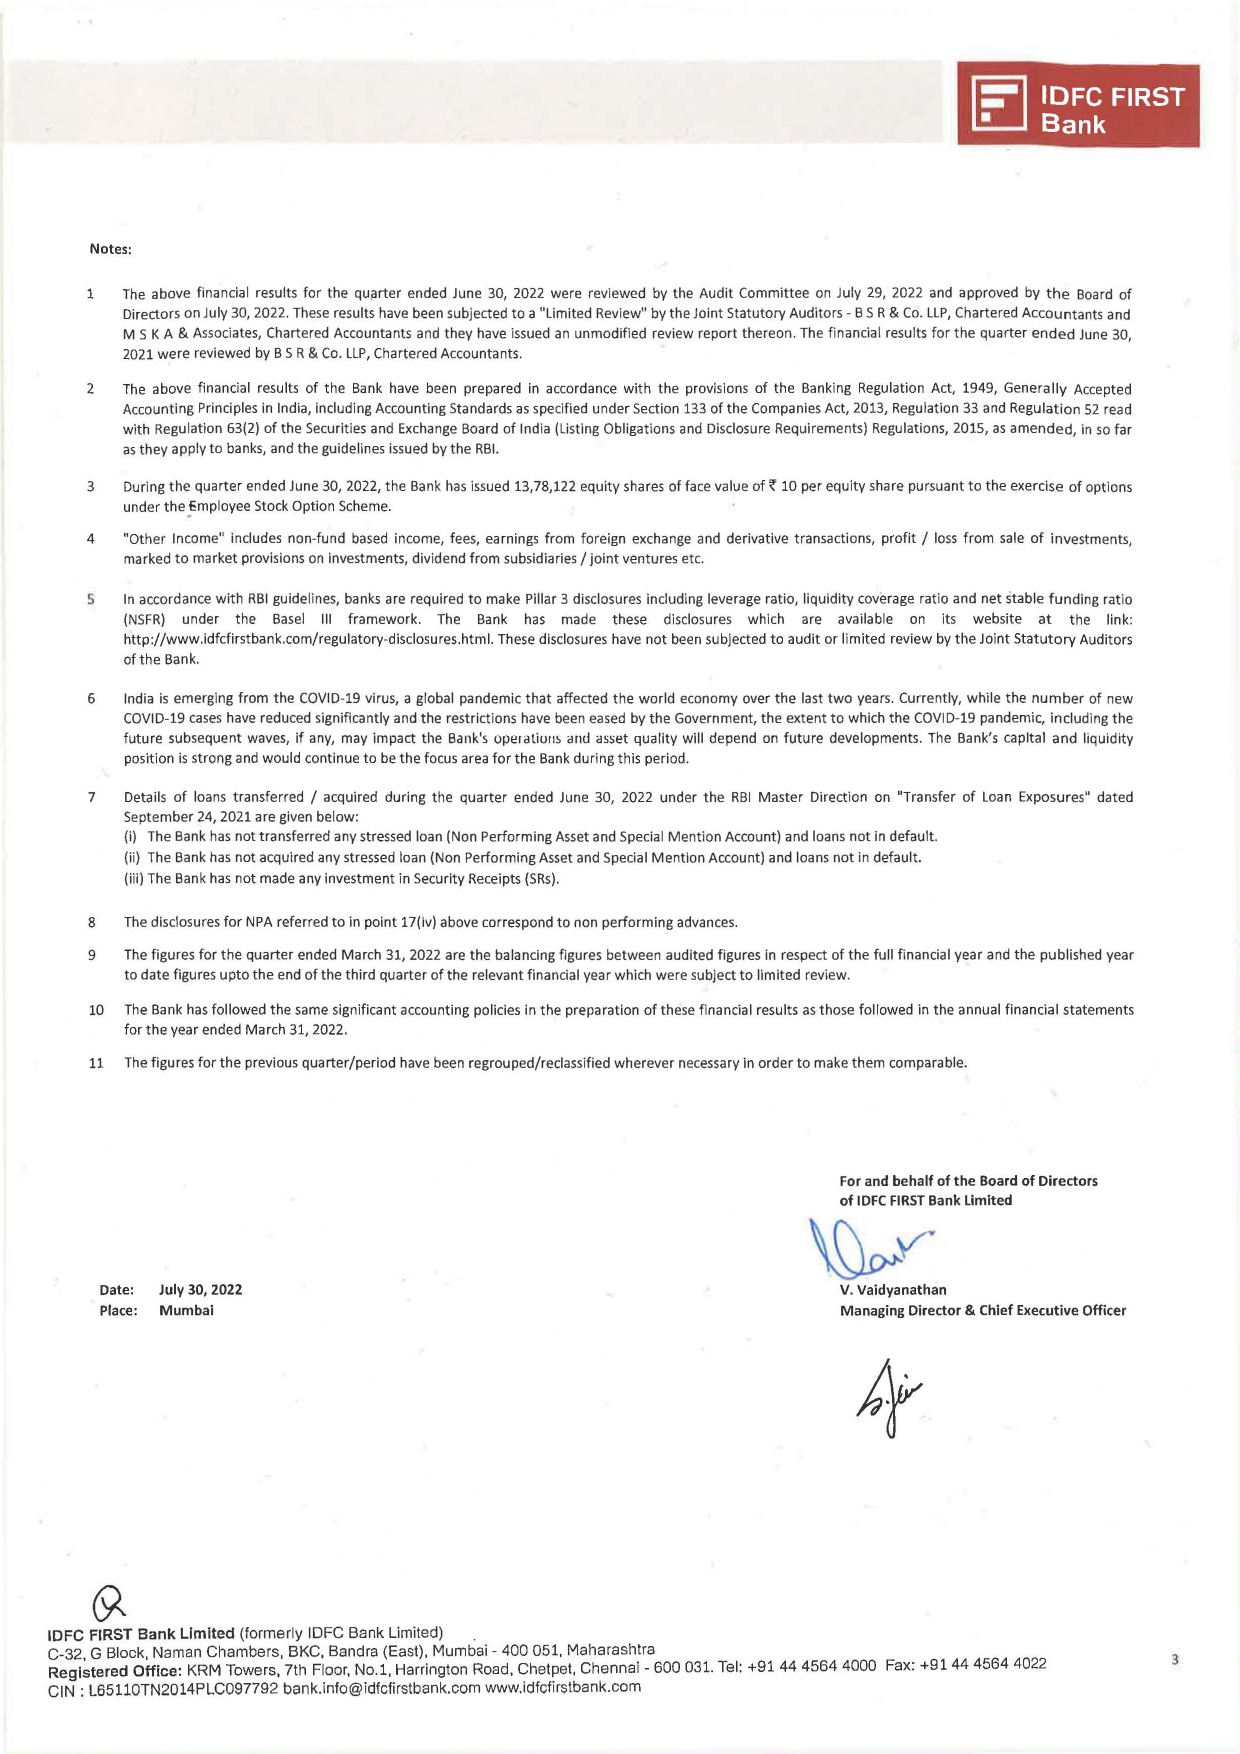 IDFC FIRST
Bank
Notes:
1 The above financial results for the quarter ended June 30, 2022 were reviewed by the Audit Committee on July 29, 2022 and approved by the Board of
Directors on July 30, 2022. These results have been subjected to a "Limited Review" by the Joint Statutory Auditors - B S R & Co. LLP, Chartered Accountants and
M S K A & Associates, Chartered Accountants and they have issued an unmodified review report thereon. The financial results for the quarter ended June 30,
2021 were reviewed by B S R & Co. LLP, Chartered Accountants.
2 The above financial results of the Bank have been prepared in accordance with the provisions of the Banking Regulation Act, 1949, Generally Accepted
Accounting Principles in India, including Accounting Standards as specified under Section 133 of the Companies Act, 2013, Regulation 33 and Regulation 52 read
with Regulation 63(2) of the Securities and Exchange Board of India (Listing Obligations and Disclosure Requirements) Regulations, 2015, as amended, in so far
as they apply to banks, and the guidelines issued by the RBI.
3 During the quarter ended June 30, 2022, the Bank has issued 13,78,122 equity shares of face value of ₹ 10 per equity share pursuant to the exercise of options
under the Employee Stock Option Scheme.
4 "Other Income" includes non-fund based income, fees, earnings from foreign exchange and derivative transactions, profit / loss from sale of investments,
marked to market provisions on investments, dividend from subsidiaries / joint ventures etc.
5 In accordance with RBI guidelines, banks are required to make Pillar 3 disclosures including leverage ratio, liquidity coverage ratio and net stable funding ratio
(NSFR) under the Basel III framework. The Bank has made these disclosures which are available on its website at the link:
http://www.idfcfirstbank.com/regulatory-disclosures.html. These disclosures have not been subjected to audit or limited review by the Joint Statutory Auditors
of the Bank.
6 India is emerging from the COVID-19 virus, a global pandemic that affected the world economy over the last two years. Currently, while the number of new
COVID-19 cases have reduced significantly and the restrictions have been eased by the Government, the extent to which the COVID-19 pandemic, including the
future subsequent waves, if any, may impact the Bank's operations and asset quality will depend on future developments. The Bank's capital and liquidity
position is strong and would continue to be the focus area for the Bank during this period.
7 Details of loans transferred / acquired during the quarter ended June 30, 2022 under the RBI Master Direction on "Transfer of Loan Exposures" dated
September 24, 2021 are given below:
(i) The Bank has not transferred any stressed loan (Non Performing Asset and Special Mention Account) and loans not in default.
(ii) The Bank has not acquired any stressed loan (Non Performing Asset and Special Mention Account) and loans not in default.
(iii) The Bank has not made any investment in Security Receipts (SRs).
8 The disclosures for NPA referred to in point 17(iv) above correspond to non performing advances.
9 The figures for the quarter ended March 31, 2022 are the balancing figures between audited figures in respect of the full financial year and the published year
to date figures upto the end of the third quarter of the relevant financial year which were subject to limited review.
10 The Bank has followed the same significant accounting policies in the preparation of these financial results as those followed in the annual financial statements
for the year ended March 31, 2022.
11 The figures for the previous quarter/period have been regrouped/reclassified wherever necessary in order to make them comparable.
For and behalf of the Board of Directors
of IDFC FIRST Bank Limited
Date: July 30, 2022
Place: Mumbai
V. Vaidyanathan
Managing Director & Chief Executive Officer
IDFC FIRST Bank Limited (formerly IDFC Bank Limited)
C-32, G Block, Naman Chambers, BKC, Bandra (East), Mumbai - 400 051, Maharashtra
Registered Office: KRM Towers, 7th Floor, No.1, Harrington Road, Chetpet, Chennai - 600 031. Tel: +91 44 4564 4000 Fax: +91 44 4564 4022
CIN : L65110TN2014PLC097792 bank.info@idfcfirstbank.com www.idfcfirstbank.com
3